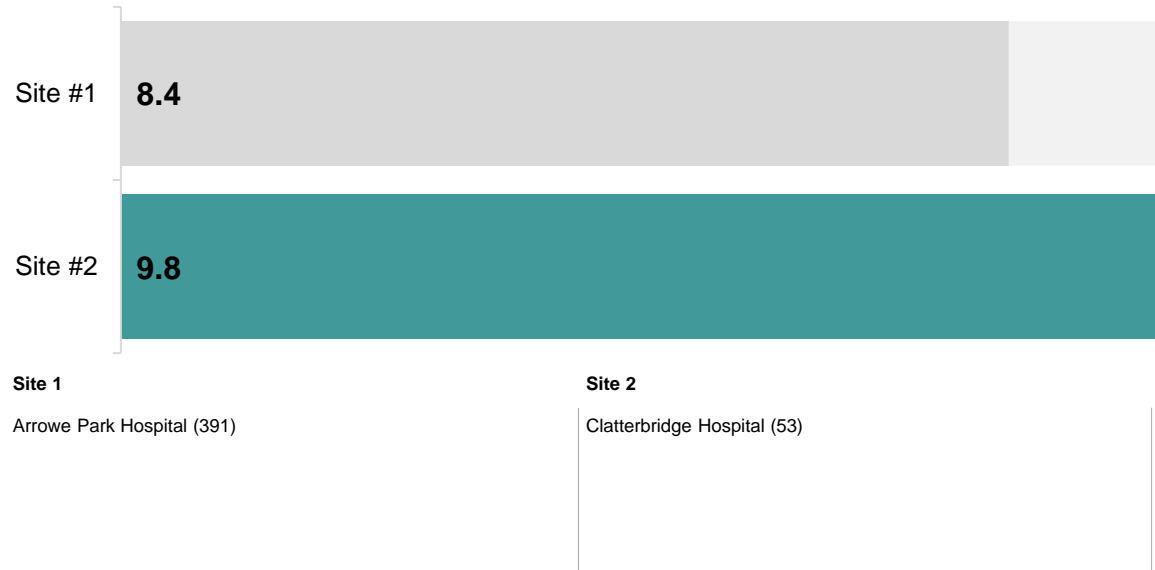 Site #1 8.4
Site #2 9.8
Site 1 Site 2
Arrowe Park Hospital (391) Clatterbridge Hospital (53)